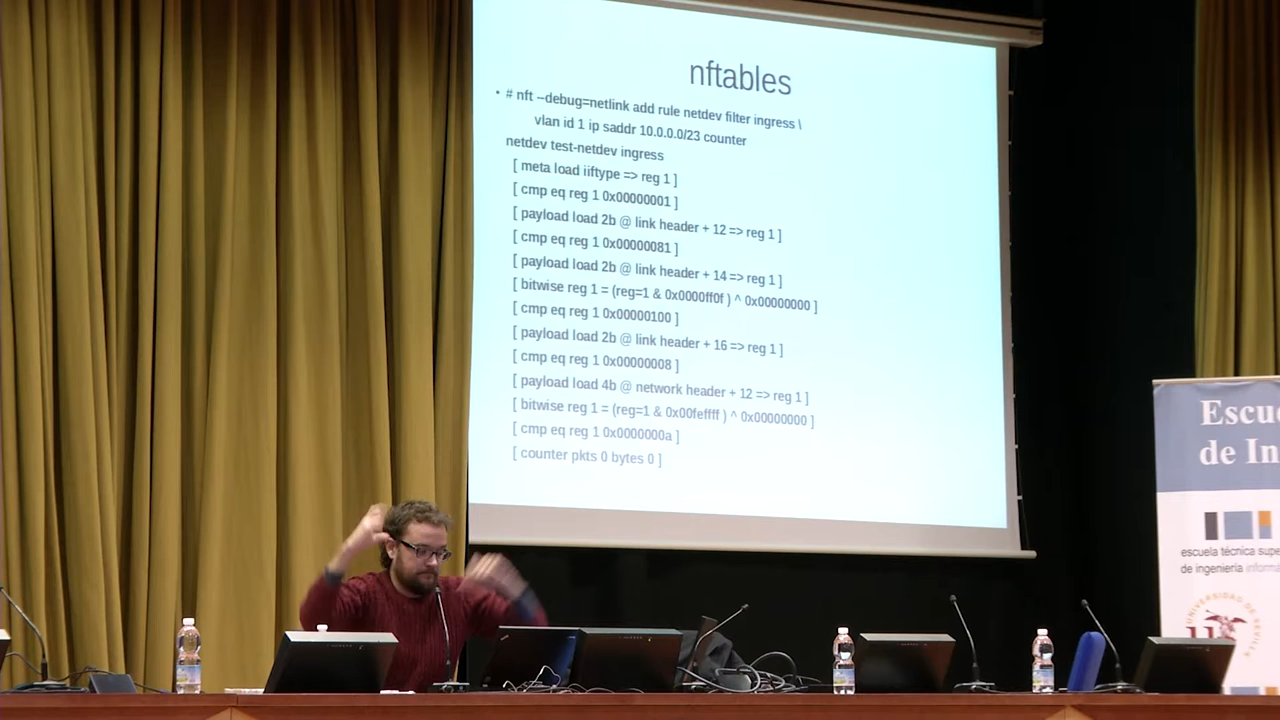 nftables
• # nft --debug=netlink add rule netdev filter ingress \
vlan id 1 ip saddr 10.0.0.0/23 counter
netdev test-netdev ingress
[ meta load iiftype => reg 1 ]
[ cmp eq reg 1 0x00000001 ]
[ payload load 2b @ link header + 12 => reg 1 ]
[ cmp eq reg 1 0x00000081 ]
[ payload load 2b @ link header + 14 => reg 1 ]
[ bitwise reg 1 = (reg=1 & 0x0000ff0f ) ^ 0x00000000 ]
[ cmp eq reg 1 0x00000100 ]
[ payload load 2b @ link header + 16 => reg 1 ]
[ cmp eq reg 1 0x00000008 ]
[ payload load 4b @ network header + 12 => reg 1 ]
[ bitwise reg 1 = (reg=1 & 0x00feffff ) ^ 0x00000000 ]
[ cmp eq reg 1 0x0000000a ]
[ counter pkts 0 bytes 0 ]
Escu
de In
escuela técnica supe
de ingeniería informá
UNIVERSIDAD DE SEVILLA